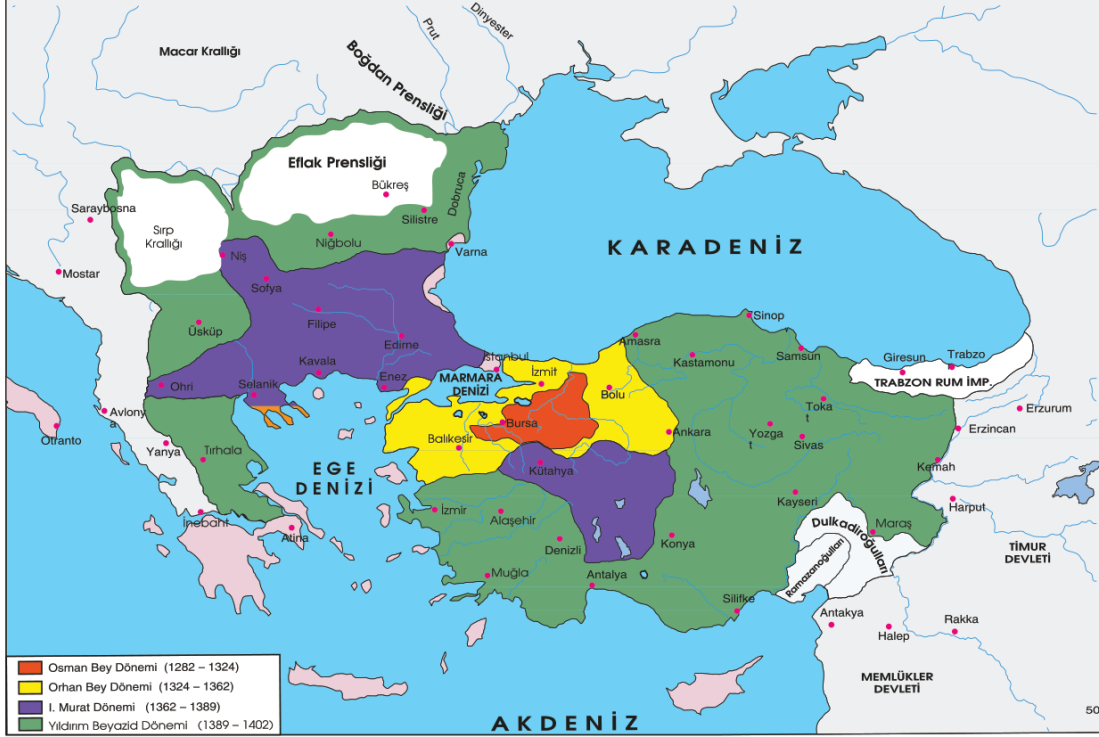 Dinyester
Prut
Macar Krallığı
Boğdan Prensliği
Eflak Prensliği
Bükreş
Dobruca
Silistre
Saraybosna
Sırp
Krallığı
Niğbolu
Varna
Niş
Mostar
Sofya
KARADENİZ
Üsküp
Filipe
Edirne
Sinop
Amasra
Kastamonu
Samsun
İstanbul
Giresun
Trabzo
TRABZON RUM İMP.
Kavala
Enez
MARMARA
DENİZİ
İzmit
Bolu
Ohri
Selanik
Toka
t
Erzurum
Avlony
a
Bursa
Ankara
Yozga
t
Sivas
Erzincan
Otranto
Yanya
Tırhala
Balıkesir
Kütahya
Kemah
EGE
DENİZİ
Kayseri
Harput
İnebaht
Atina
İzmir
Alaşehir
Denizli
Konya
Dulkadiroğulları
Maraş
Ramazanoğulları
TİMUR
DEVLETİ
Muğla
Antalya
Silifke
Antakya
Halep
Rakka
MEMLÜKLER
DEVLETİ
Osman Bey Dönemi (1282 – 1324)
Orhan Bey Dönemi (1324 – 1362)
I. Murat Dönemi (1362 – 1389)
Yıldırım Beyazid Dönemi (1389 – 1402)
AKDENİZ
50